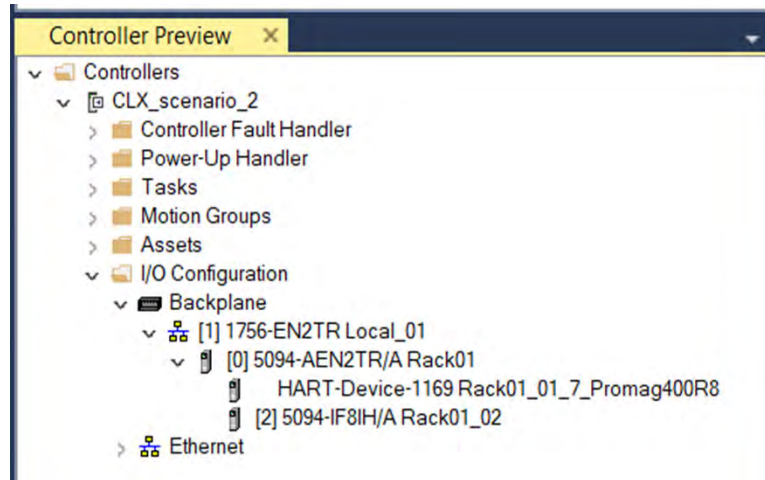 Controller Preview ×
Controllers
CLX_scenario_2
Controller Fault Handler
Power-Up Handler
Tasks
Motion Groups
Assets
I/O Configuration
Backplane
[1] 1756-EN2TR Local_01
[0] 5094-AEN2TR/A Rack01
HART-Device-1169 Rack01_01_7_Promag400R8
[2] 5094-IF8IH/A Rack01_02
Ethernet